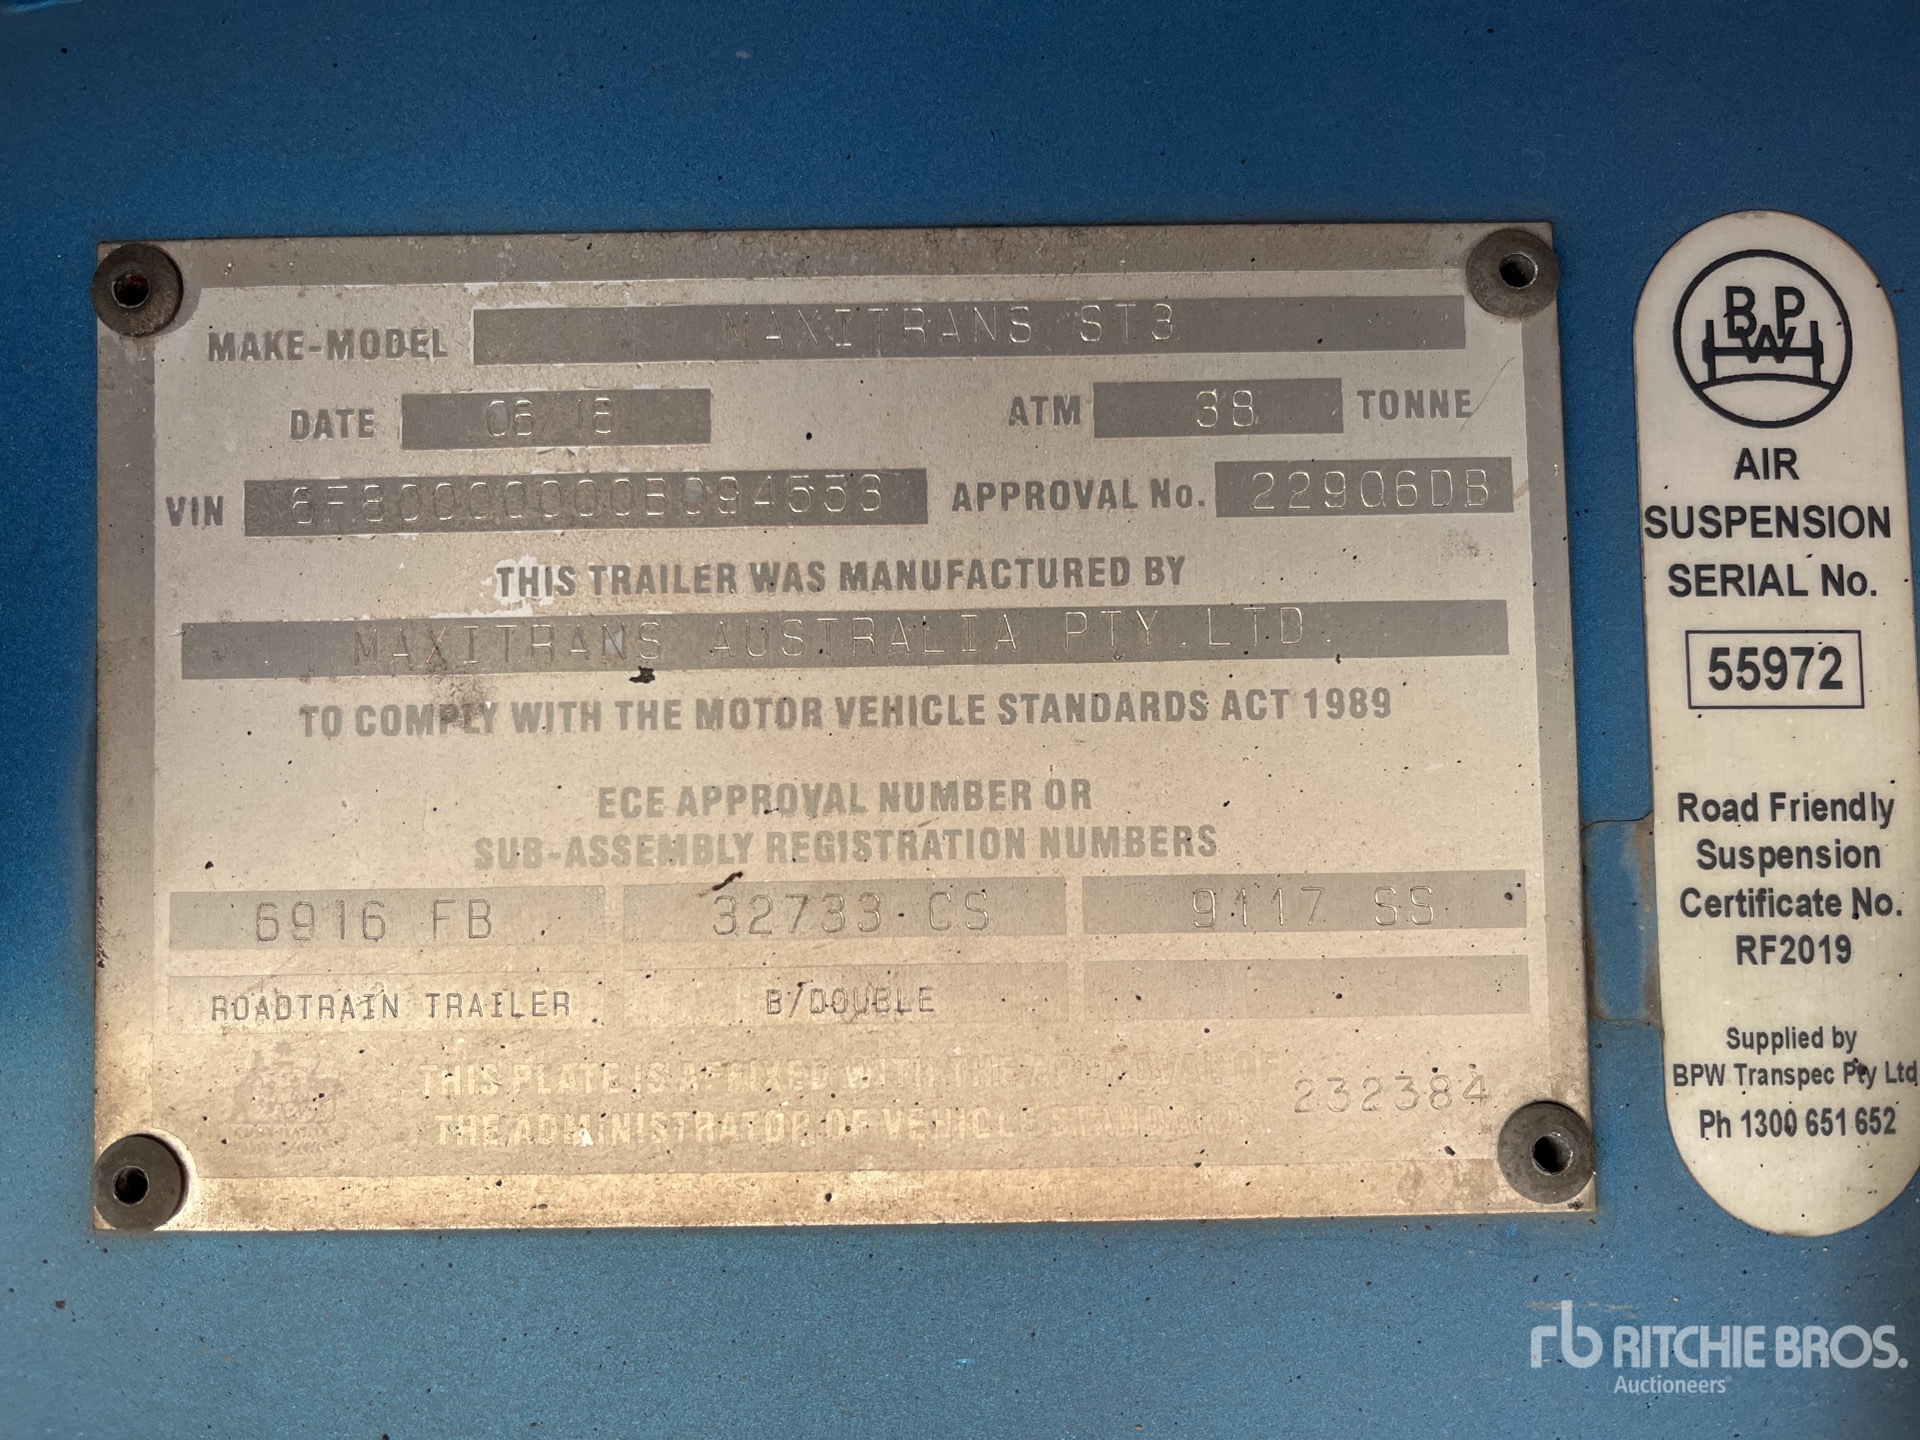 MAKE-MODEL MAXITRANS ST3
DATE 06/18 ATM 38 TONNE
VIN 6F80000000B094553 APPROVAL No. 22906DB
THIS TRAILER WAS MANUFACTURED BY
MAXITRANS AUSTRALIA PTY.LTD.
TO COMPLY WITH THE MOTOR VEHICLE STANDARDS ACT 1989
ECE APPROVAL NUMBER OR
SUB-ASSEMBLY REGISTRATION NUMBERS
6916 FB 32733 CS 9117 SS
ROADTRAIN TRAILER B/DOUBLE
THIS PLATE IS AFFIXED WITH THE APPROVAL OF
THE ADMINISTRATOR OF VEHICLE STANDARDS 232384
BPW
AIR
SUSPENSION
SERIAL No.
55972
Road Friendly
Suspension
Certificate No.
RF2019
Supplied by
BPW Transpec Pty Ltd
Ph 1300 651 652
rb RITCHIE BROS.
Auctioneers